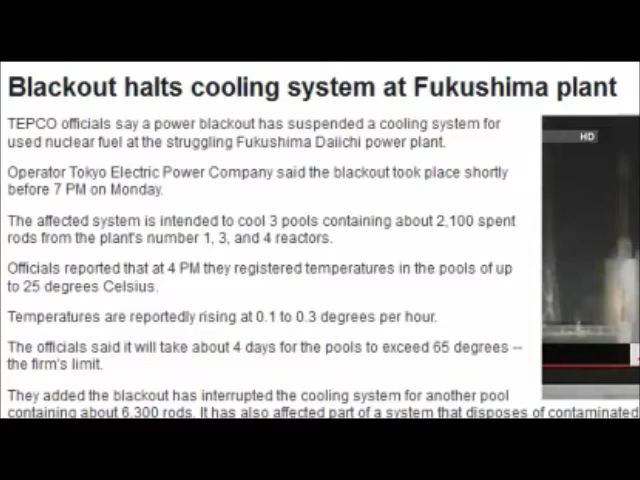 Blackout halts cooling system at Fukushima plant
TEPCO officials say a power blackout has suspended a cooling system for
used nuclear fuel at the struggling Fukushima Daiichi power plant.
HD
Operator Tokyo Electric Power Company said the blackout took place shortly
before 7 PM on Monday.
The affected system is intended to cool 3 pools containing about 2,100 spent
rods from the plant's number 1, 3, and 4 reactors.
Officials reported that at 4 PM they registered temperatures in the pools of up
to 25 degrees Celsius.
Temperatures are reportedly rising at 0.1 to 0.3 degrees per hour.
The officials said it will take about 4 days for the pools to exceed 65 degrees --
the firm's limit.
They added the blackout has interrupted the cooling system for another pool
containing about 6,300 rods. It has also affected part of a system that disposes of contaminated